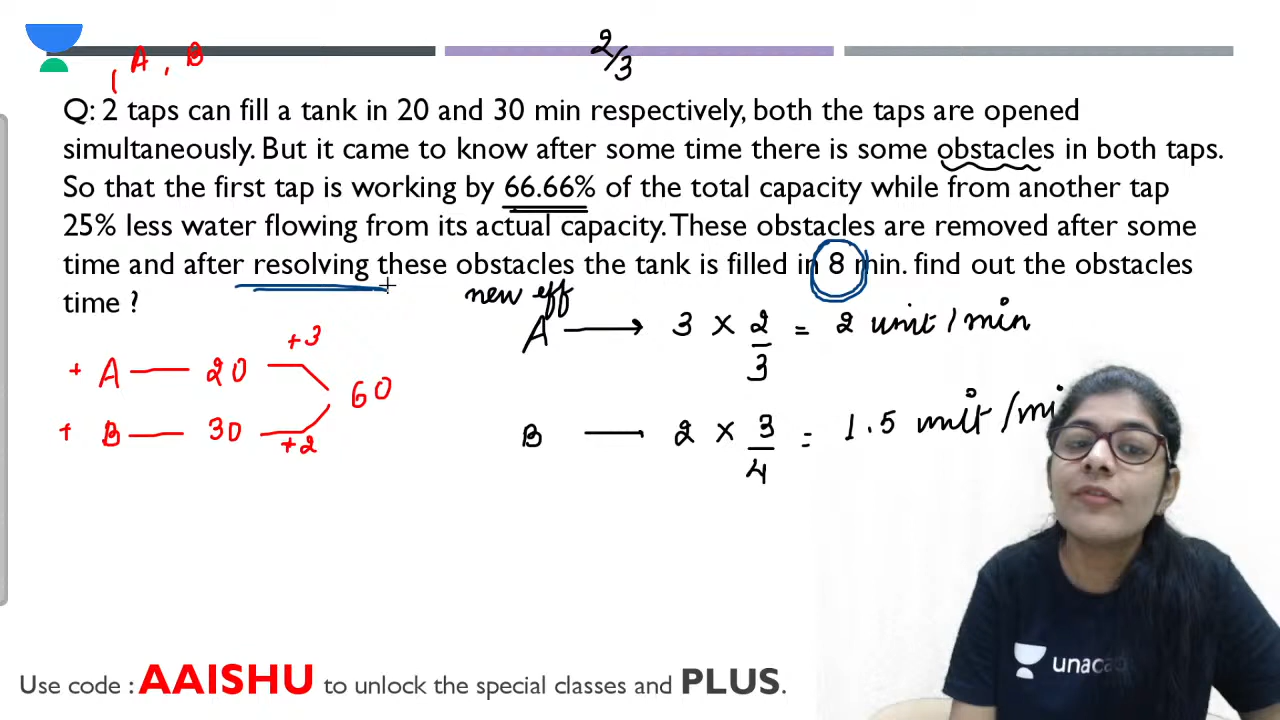 2/3
1 A , B
Q: 2 taps can fill a tank in 20 and 30 min respectively, both the taps are opened
simultaneously. But it came to know after some time there is some obstacles in both taps.
So that the first tap is working by 66.66% of the total capacity while from another tap
25% less water flowing from its actual capacity. These obstacles are removed after some
time and after resolving these obstacles the tank is filled in 8 min. find out the obstacles
time ?
new eff
A → 3 × 2/3 = 2 unit / min
B — 2 × 3/4 = 1.5 unit / mi
+3
+ A — 20
60
+ B — 30
+2
unaca
Use code : AAISHU to unlock the special classes and PLUS.